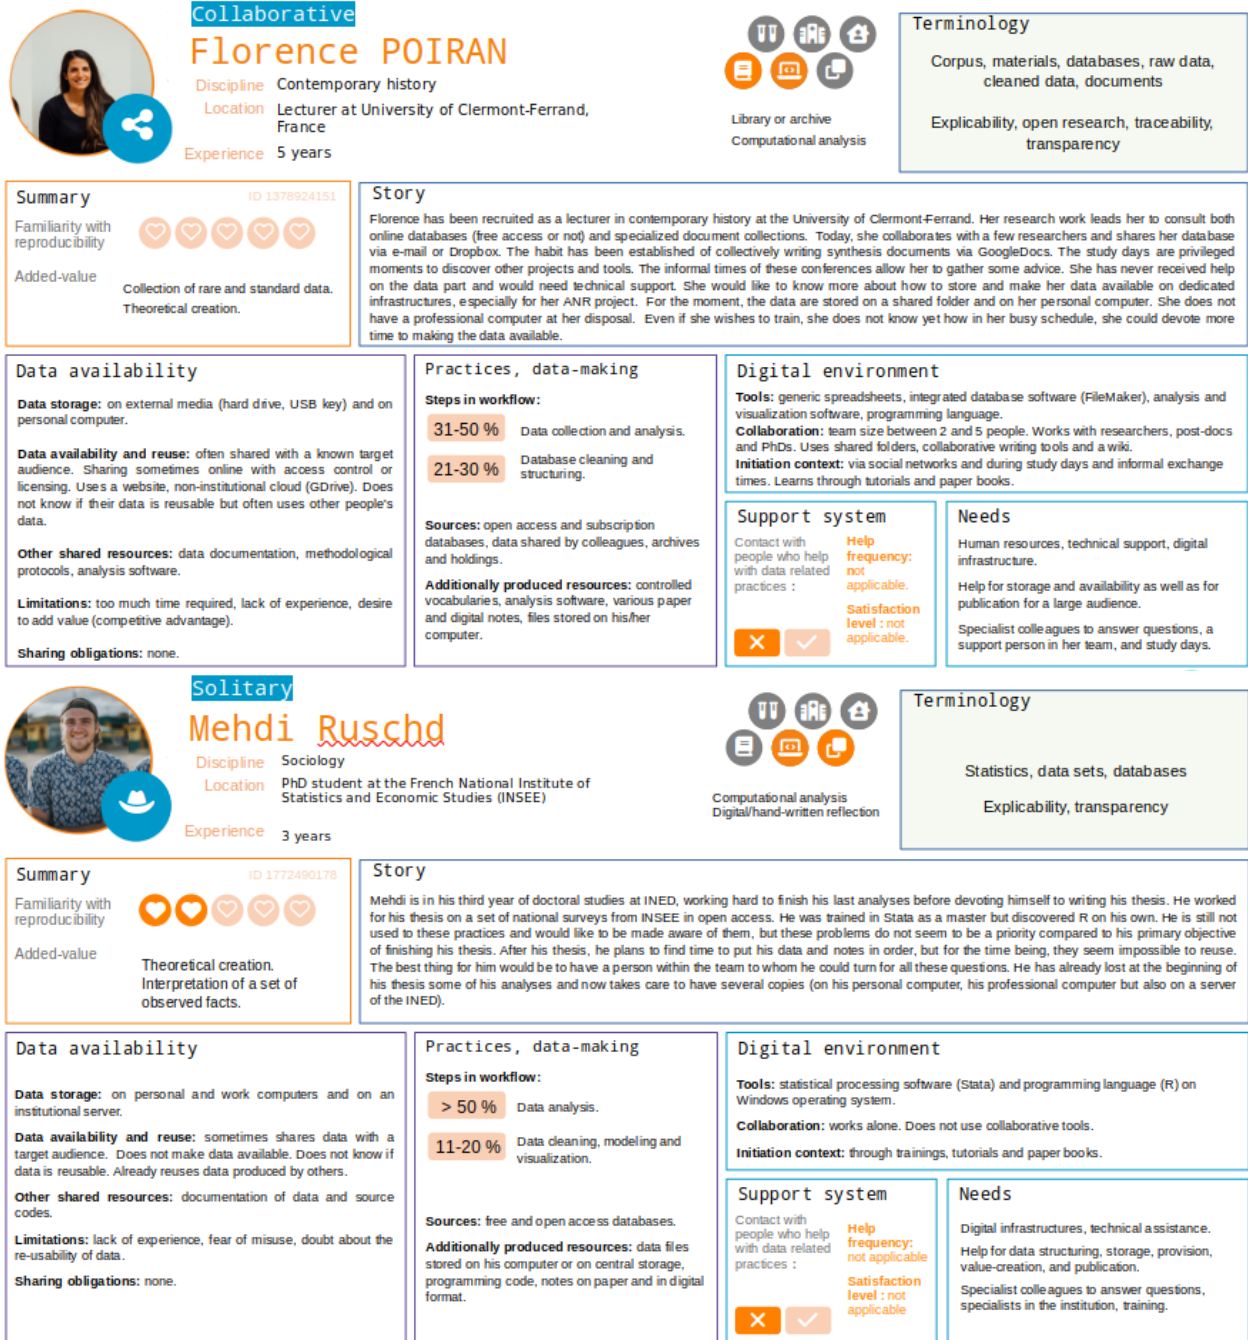 Collaborative
Florence POIRAN
Discipline Contemporary history
Location Lecturer at University of Clermont-Ferrand,
France
Experience 5 years
Library or archive
Computational analysis
Terminology
Corpus, materials, databases, raw data,
cleaned data, documents
Explicability, open research, traceability,
transparency
Summary
ID 1378924151
Familiarity with
reproducibility
Added-value
Collection of rare and standard data.
Theoretical creation.
Story
Florence has been recruited as a lecturer in contemporary history at the University of Clermont-Ferrand. Her research work leads her to consult both
online databases (free access or not) and specialized document collections. Today, she collaborates with a few researchers and shares her database
via e-mail or Dropbox. The habit has been established of collectively writing synthesis documents via GoogleDocs. The study days are privileged
moments to discover other projects and tools. The informal times of these conferences allow her to gather some advice. She has never received help
on the data part and would need technical support. She would like to know more about how to store and make her data available on dedicated
infrastructures, especially for her ANR project. For the moment, the data are stored on a shared folder and on her personal computer. She does not
have a professional computer at her disposal. Even if she wishes to train, she does not know yet how in her busy schedule, she could devote more
time to making the data available.
Data availability
Data storage: on external media (hard drive, USB key) and on
personal computer.
Data availability and reuse: often shared with a known target
audience. Sharing sometimes online with access control or
licensing. Uses a website, non-institutional cloud (GDrive). Does
not know if their data is reusable but often uses other people's
data.
Other shared resources: data documentation, methodological
protocols, analysis software.
Limitations: too much time required, lack of experience, desire
to add value (competitive advantage).
Sharing obligations: none.
Practices, data-making
Steps in workflow:
31-50 % Data collection and analysis.
21-30 % Database cleaning and
structuring.
Sources: open access and subscription
databases, data shared by colleagues, archives
and holdings.
Additionally produced resources: controlled
vocabularies, analysis software, various paper
and digital notes, files stored on his/her
computer.
Digital environment
Tools: generic spreadsheets, integrated database software (FileMaker), analysis and
visualization software, programming language.
Collaboration: team size between 2 and 5 people. Works with researchers, post-docs
and PhDs. Uses shared folders, collaborative writing tools and a wiki.
Initiation context: via social networks and during study days and informal exchange
times. Learns through tutorials and paper books.
Support system
Contact with
people who help
with data related
practices :
Help
frequency:
not
applicable.
Satisfaction
level : not
applicable.
Needs
Human resources, technical support, digital
infrastructure.
Help for storage and availability as well as for
publication for a large audience.
Specialist colleagues to answer questions, a
support person in her team, and study days.
Solitary
Mehdi Ruschd
Discipline Sociology
Location PhD student at the French National Institute of
Statistics and Economic Studies (INSEE)
Experience 3 years
Computational analysis
Digital/hand-written reflection
Terminology
Statistics, data sets, databases
Explicability, transparency
Summary
ID 1772490178
Familiarity with
reproducibility
Added-value
Theoretical creation.
Interpretation of a set of
observed facts.
Story
Mehdi is in his third year of doctoral studies at INED, working hard to finish his last analyses before devoting himself to writing his thesis. He worked
for his thesis on a set of national surveys from INSEE in open access. He was trained in Stata as a master but discovered R on his own. He is still not
used to these practices and would like to be made aware of them, but these problems do not seem to be a priority compared to his primary objective
of finishing his thesis. After his thesis, he plans to find time to put his data and notes in order, but for the time being, they seem impossible to reuse.
The best thing for him would be to have a person within the team to whom he could turn for all these questions. He has already lost at the beginning of
his thesis some of his analyses and now takes care to have several copies (on his personal computer, his professional computer but also on a server
of the INED).
Data availability
Data storage: on personal and work computers and on an
institutional server.
Data availability and reuse: sometimes shares data with a
target audience. Does not make data available. Does not know if
data is reusable. Already reuses data produced by others.
Other shared resources: documentation of data and source
codes.
Limitations: lack of experience, fear of misuse, doubt about the
re-usability of data.
Sharing obligations: none.
Practices, data-making
Steps in workflow:
> 50 % Data analysis.
11-20 % Data cleaning, modeling and
visualization.
Sources: free and open access databases.
Additionally produced resources: data files
stored on his computer or on central storage,
programming code, notes on paper and in digital
format.
Digital environment
Tools: statistical processing software (Stata) and programming language (R) on
Windows operating system.
Collaboration: works alone. Does not use collaborative tools.
Initiation context: through trainings, tutorials and paper books.
Support system
Contact with
people who help
with data related
practices :
Help
frequency:
not applicable
Satisfaction
level : not
applicable
Needs
Digital infrastructures, technical assistance.
Help for data structuring, storage, provision,
value-creation, and publication.
Specialist colleagues to answer questions,
specialists in the institution, training.